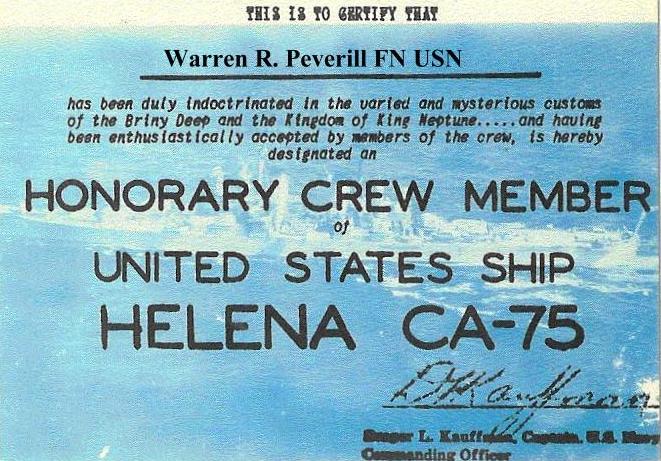 THIS IS TO CERTIFY THAT
Warren R. Peverill FN USN
has been duly indoctrinated in the varied and mysterious customs
of the Briny Deep and the Kingdom of King Neptune.....and having
been enthusiastically accepted by members of the crew, is hereby
designated an
HONORARY CREW MEMBER
of
UNITED STATES SHIP
HELENA CA-75
L. Kauffman, Captain, U.S. Navy
Commanding Officer